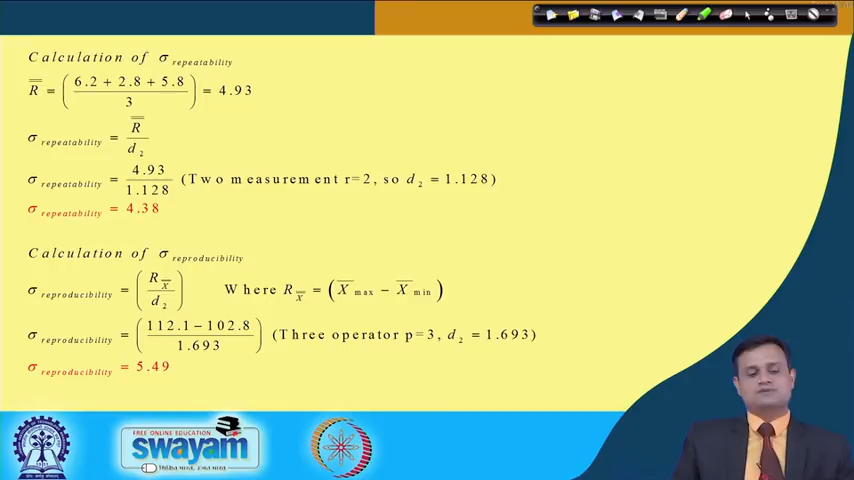 Calculation of σ repeatability
R̿ = ( 6.2 + 2.8 + 5.8 / 3 ) = 4.93
σ repeatability = R̿ / d₂
σ repeatability = 4.93 / 1.128 (Two measurement r=2, so d₂ = 1.128)
σ repeatability = 4.38
Calculation of σ reproducibility
σ reproducibility = ( R_X̄ / d₂ ) Where R_X̄ = ( X̄ max − X̄ min )
σ reproducibility = ( 112.1 − 102.8 / 1.693 ) (Three operator p=3, d₂ = 1.693)
σ reproducibility = 5.49
FREE ONLINE EDUCATION
swayam